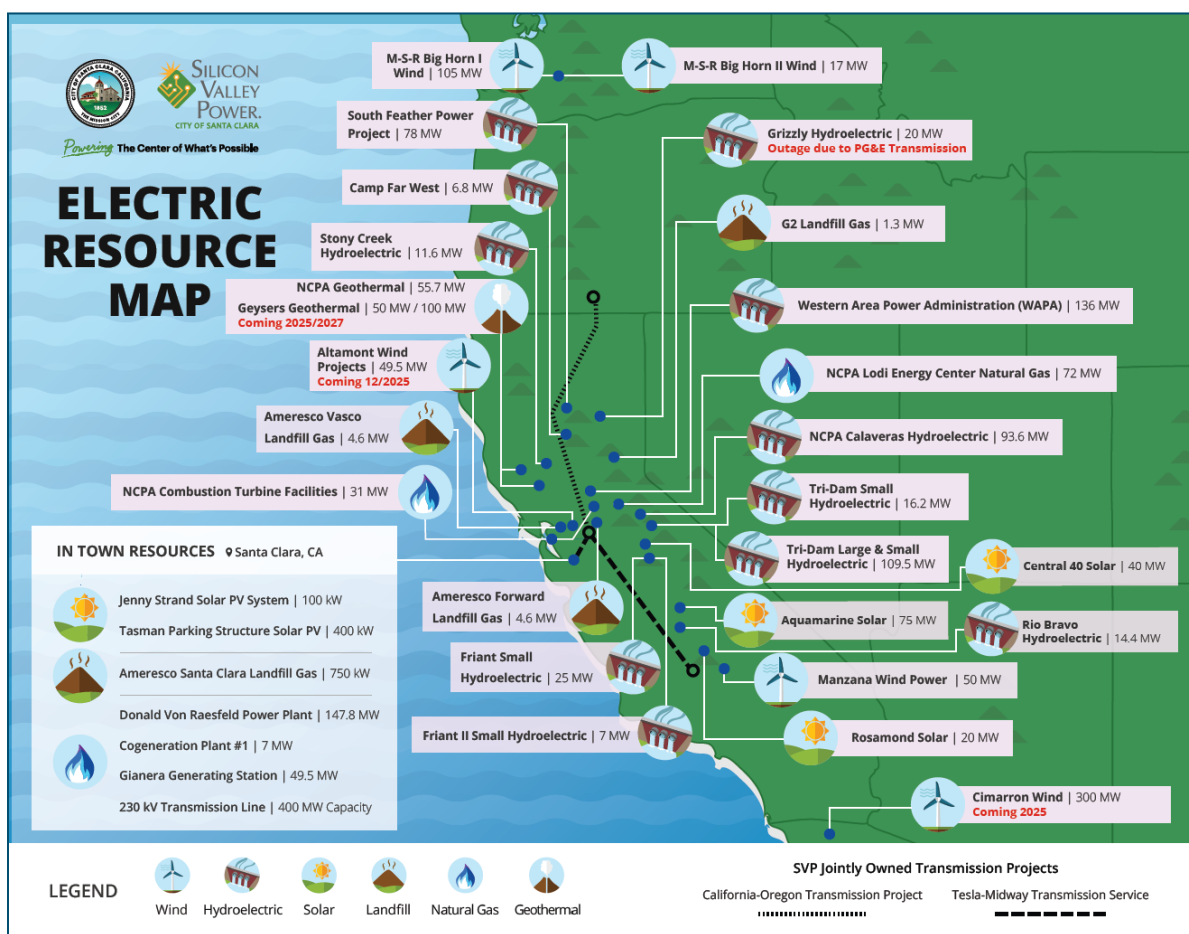 CITY OF SANTA CLARA CALIFORNIA
1852
THE MISSION CITY
SILICON
VALLEY
POWER.
CITY OF SANTA CLARA
Powering The Center of What's Possible
ELECTRIC
RESOURCE
MAP
M-S-R Big Horn I
Wind | 105 MW
M-S-R Big Horn II Wind | 17 MW
South Feather Power
Project | 78 MW
Grizzly Hydroelectric | 20 MW
Outage due to PG&E Transmission
Camp Far West | 6.8 MW
G2 Landfill Gas | 1.3 MW
Stony Creek
Hydroelectric | 11.6 MW
NCPA Geothermal | 55.7 MW
Geysers Geothermal | 50 MW / 100 MW
Coming 2025/2027
Western Area Power Administration (WAPA) | 136 MW
Altamont Wind
Projects | 49.5 MW
Coming 12/2025
NCPA Lodi Energy Center Natural Gas | 72 MW
Ameresco Vasco
Landfill Gas | 4.6 MW
NCPA Calaveras Hydroelectric | 93.6 MW
NCPA Combustion Turbine Facilities | 31 MW
Tri-Dam Small
Hydroelectric | 16.2 MW
Tri-Dam Large & Small
Hydroelectric | 109.5 MW
Central 40 Solar | 40 MW
Ameresco Forward
Landfill Gas | 4.6 MW
Aquamarine Solar | 75 MW
Rio Bravo
Hydroelectric | 14.4 MW
Friant Small
Hydroelectric | 25 MW
Manzana Wind Power | 50 MW
Friant II Small Hydroelectric | 7 MW
Rosamond Solar | 20 MW
Cimarron Wind | 300 MW
Coming 2025
IN TOWN RESOURCES Santa Clara, CA
Jenny Strand Solar PV System | 100 kW
Tasman Parking Structure Solar PV | 400 kW
Ameresco Santa Clara Landfill Gas | 750 kW
Donald Von Raesfeld Power Plant | 147.8 MW
Cogeneration Plant #1 | 7 MW
Gianera Generating Station | 49.5 MW
230 kV Transmission Line | 400 MW Capacity
LEGEND
Wind
Hydroelectric
Solar
Landfill
Natural Gas
Geothermal
SVP Jointly Owned Transmission Projects
California-Oregon Transmission Project
Tesla-Midway Transmission Service